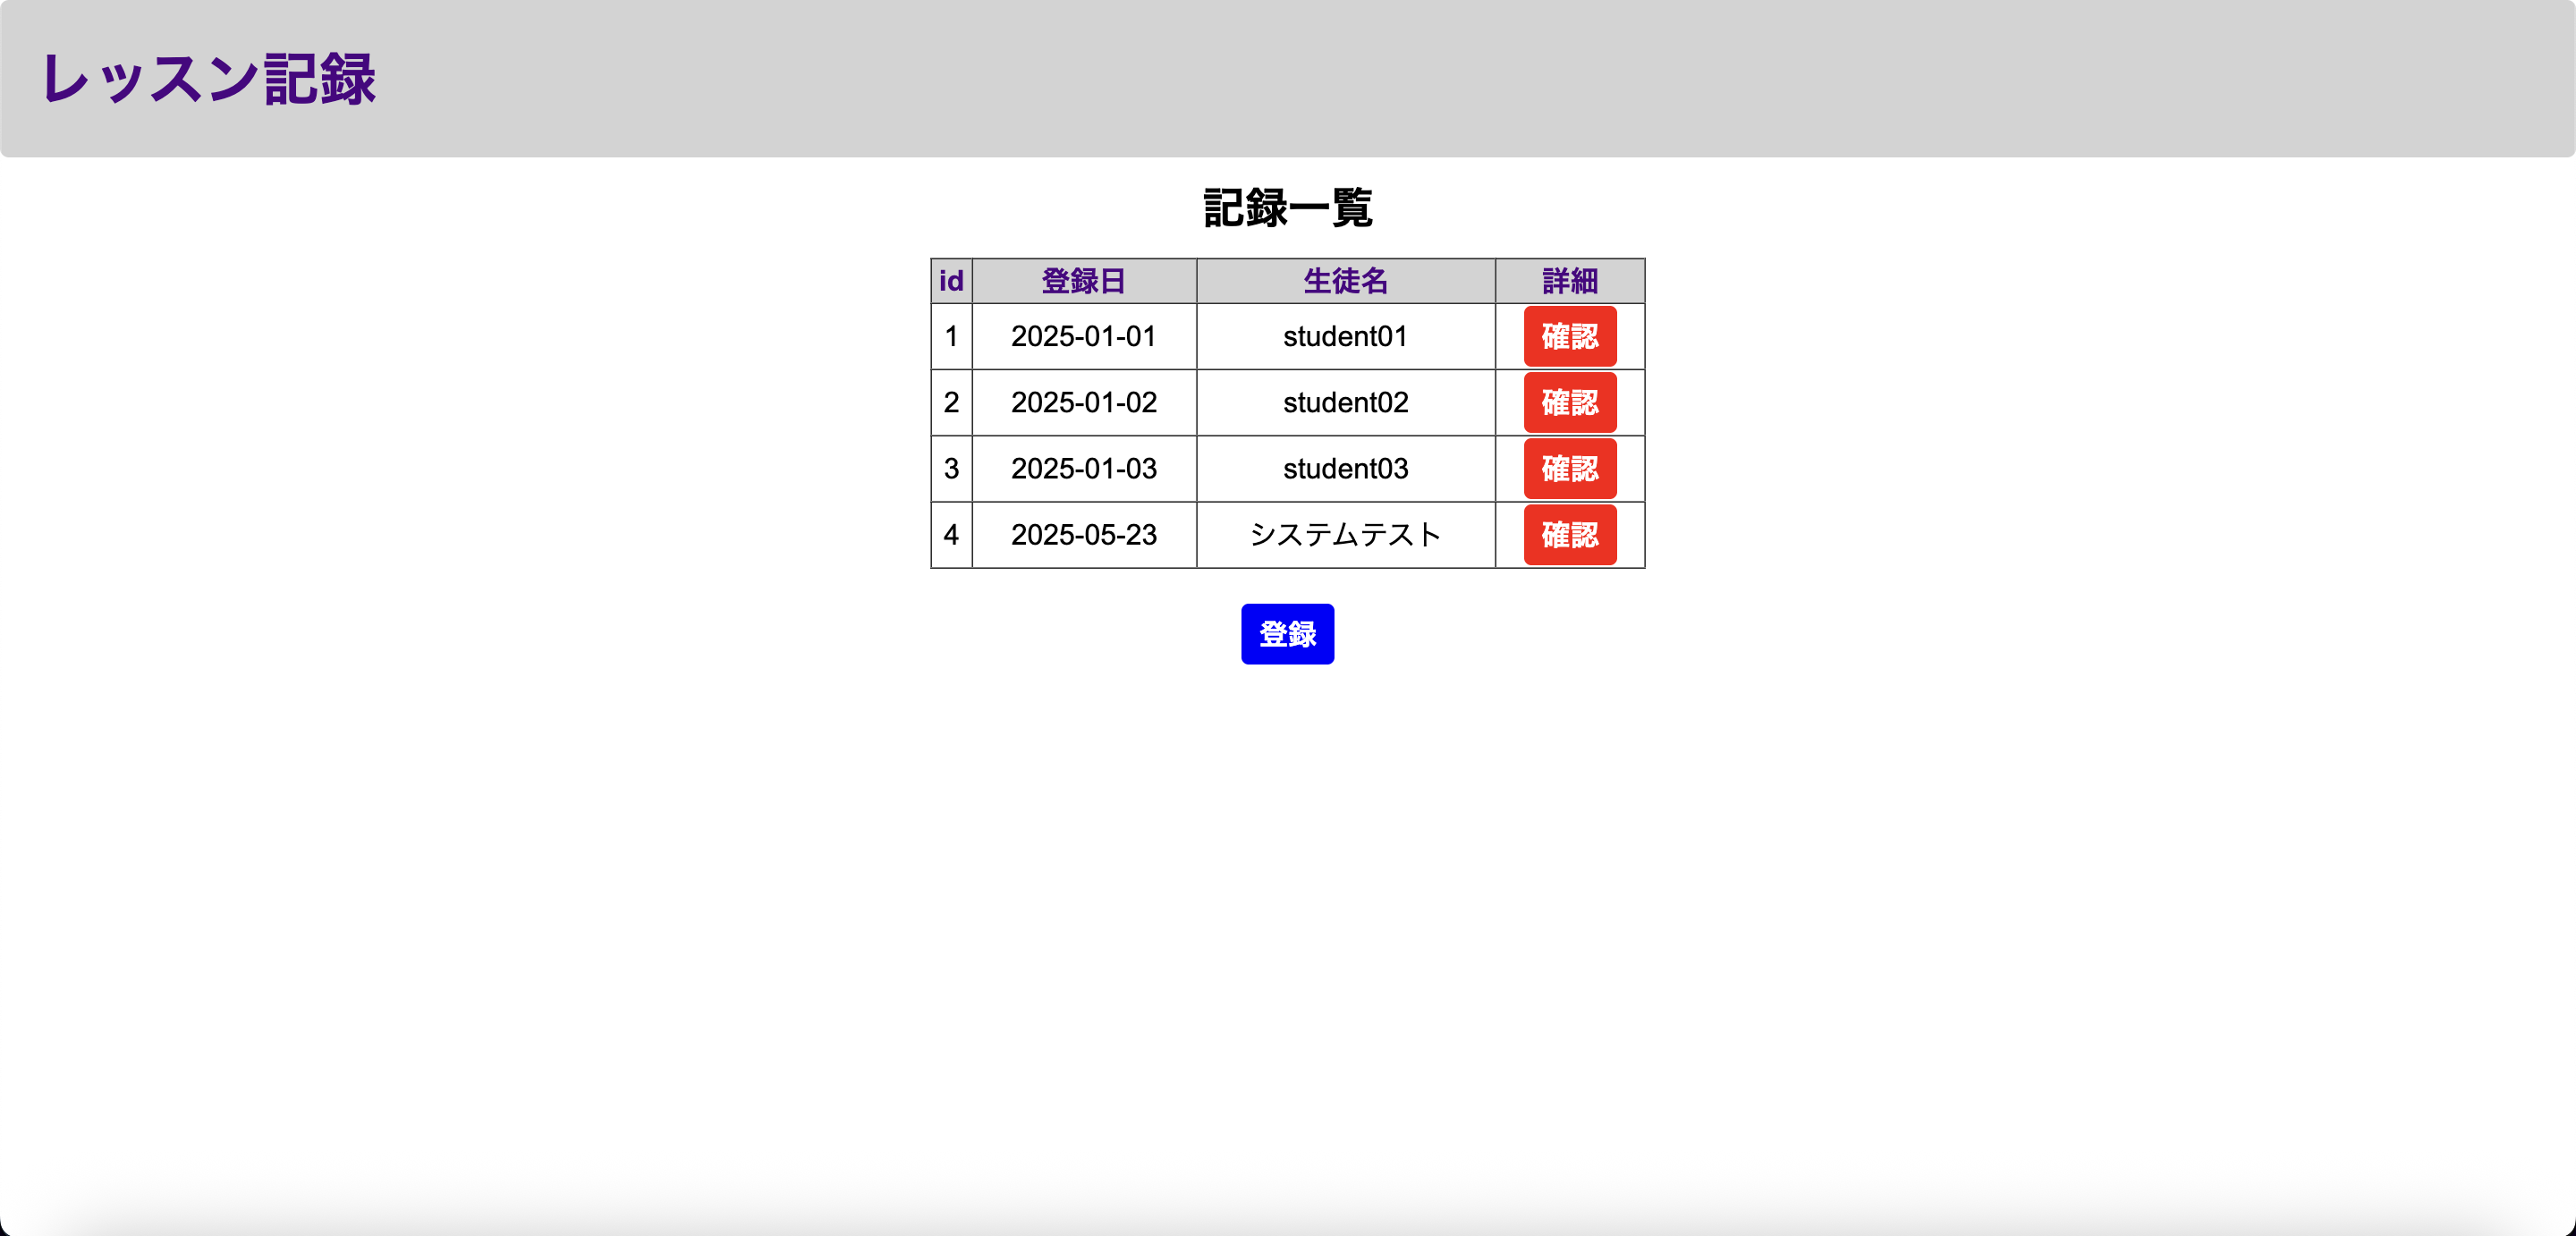 レッスン記録
記録一覧
id 登録日 生徒名 詳細
1 2025-01-01 student01 確認
2 2025-01-02 student02 確認
3 2025-01-03 student03 確認
4 2025-05-23 システムテスト 確認
登録